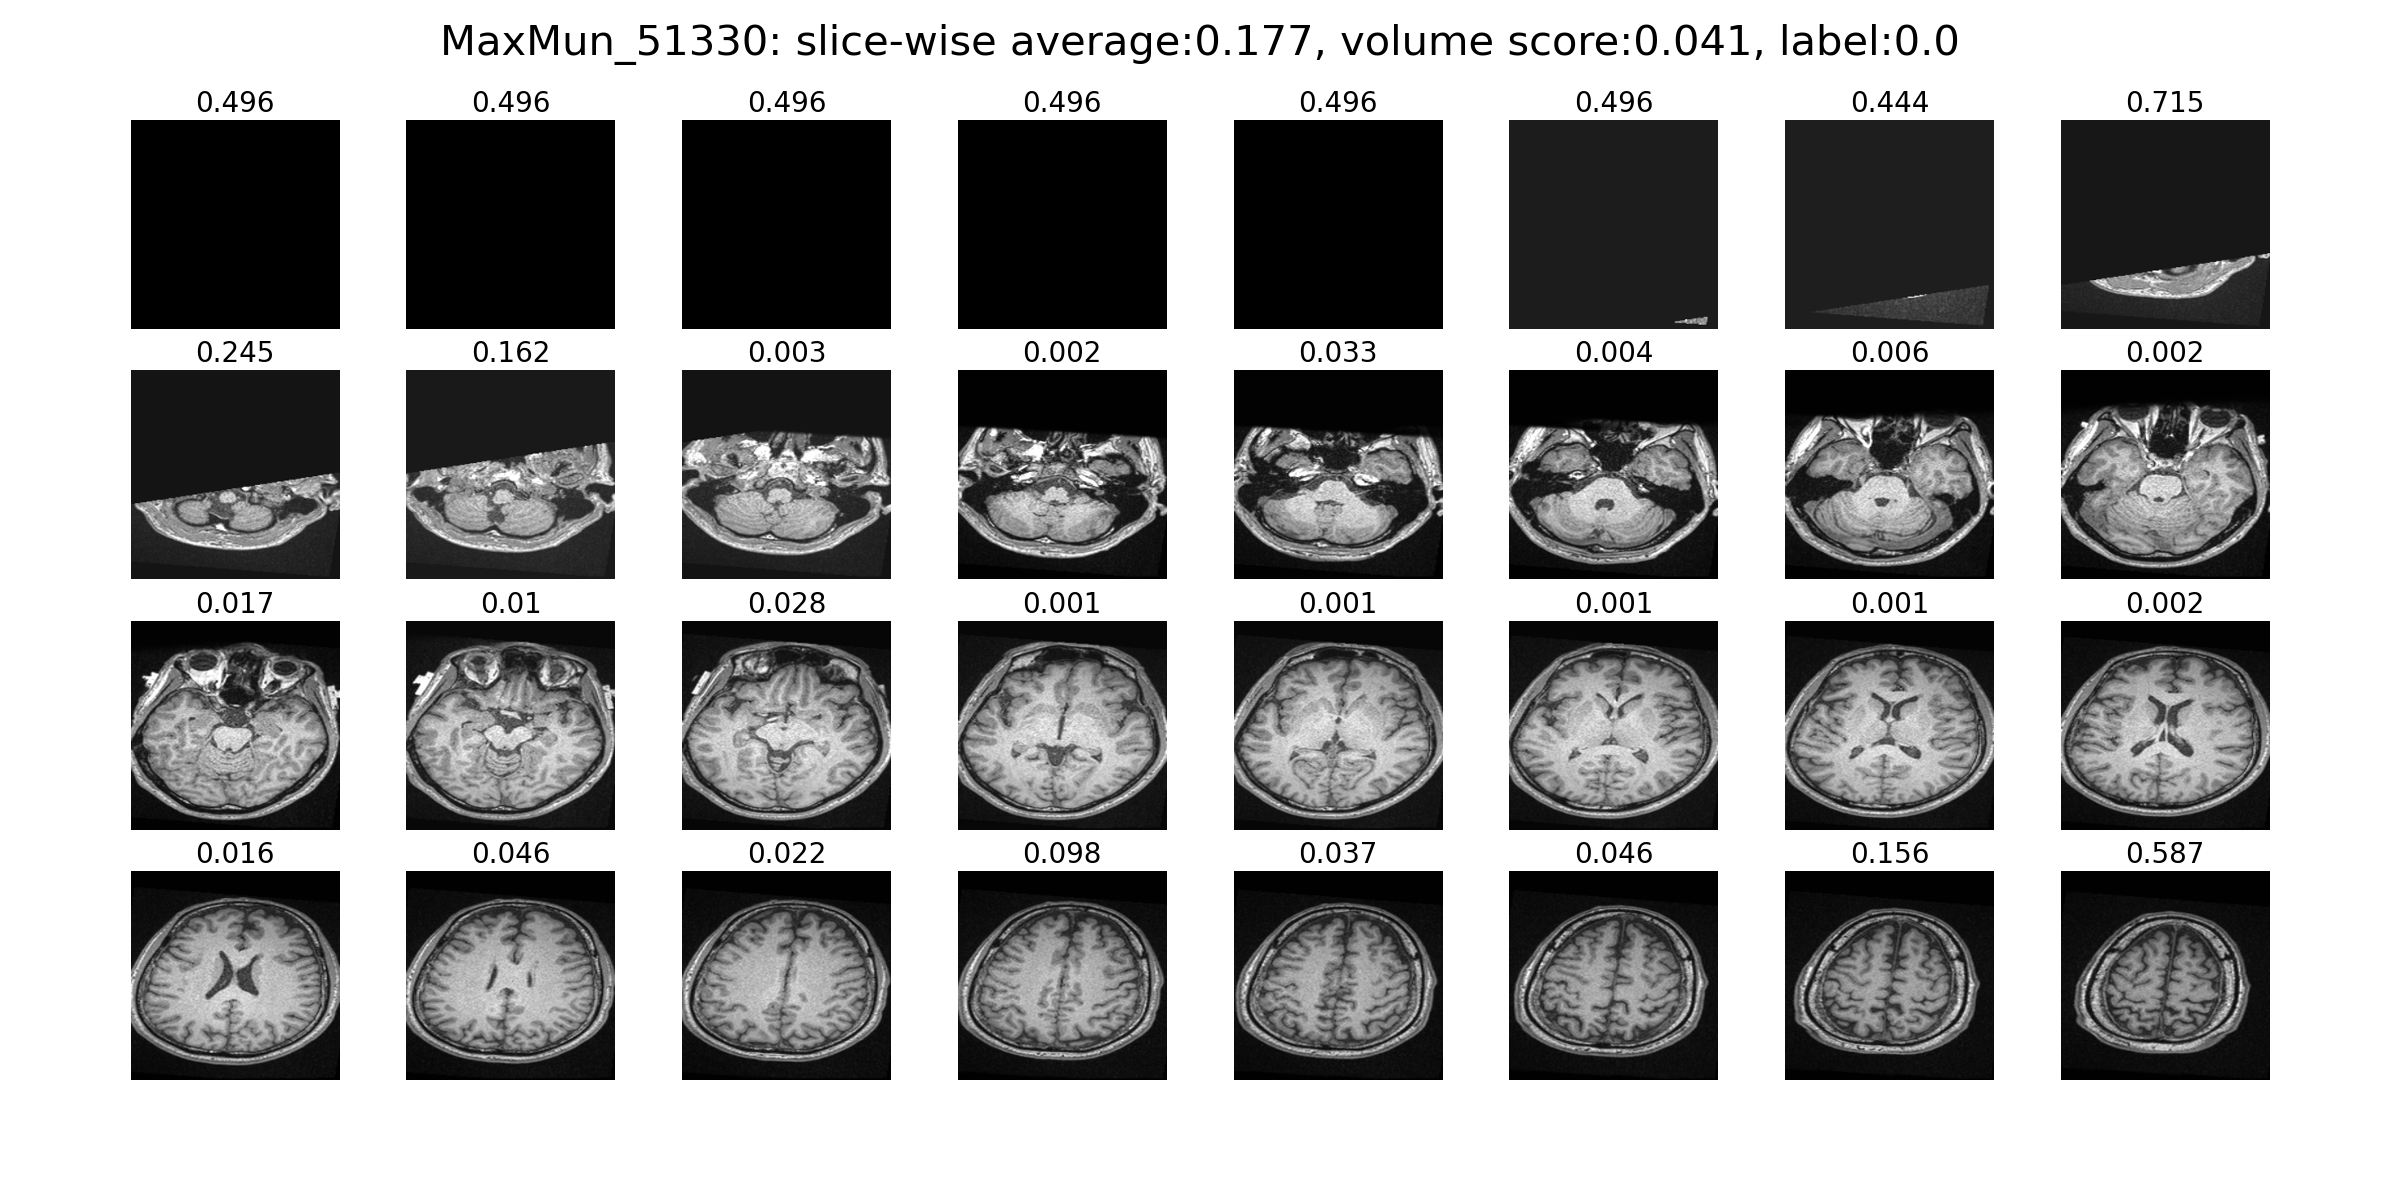 MaxMun_51330: slice-wise average:0.177, volume score:0.041, label:0.0
0.496 0.496 0.496 0.496 0.496 0.496 0.444 0.715
0.245 0.162 0.003 0.002 0.033 0.004 0.006 0.002
0.017 0.01 0.028 0.001 0.001 0.001 0.001 0.002
0.016 0.046 0.022 0.098 0.037 0.046 0.156 0.587